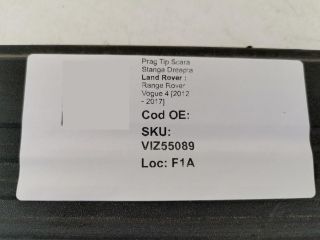 Prag Tip Scara
Stanga Dreapta
Land Rover :
Range Rover
Vogue 4 [2012
- 2017]
Cod OE:
SKU:
VIZ55089
Loc: F1A